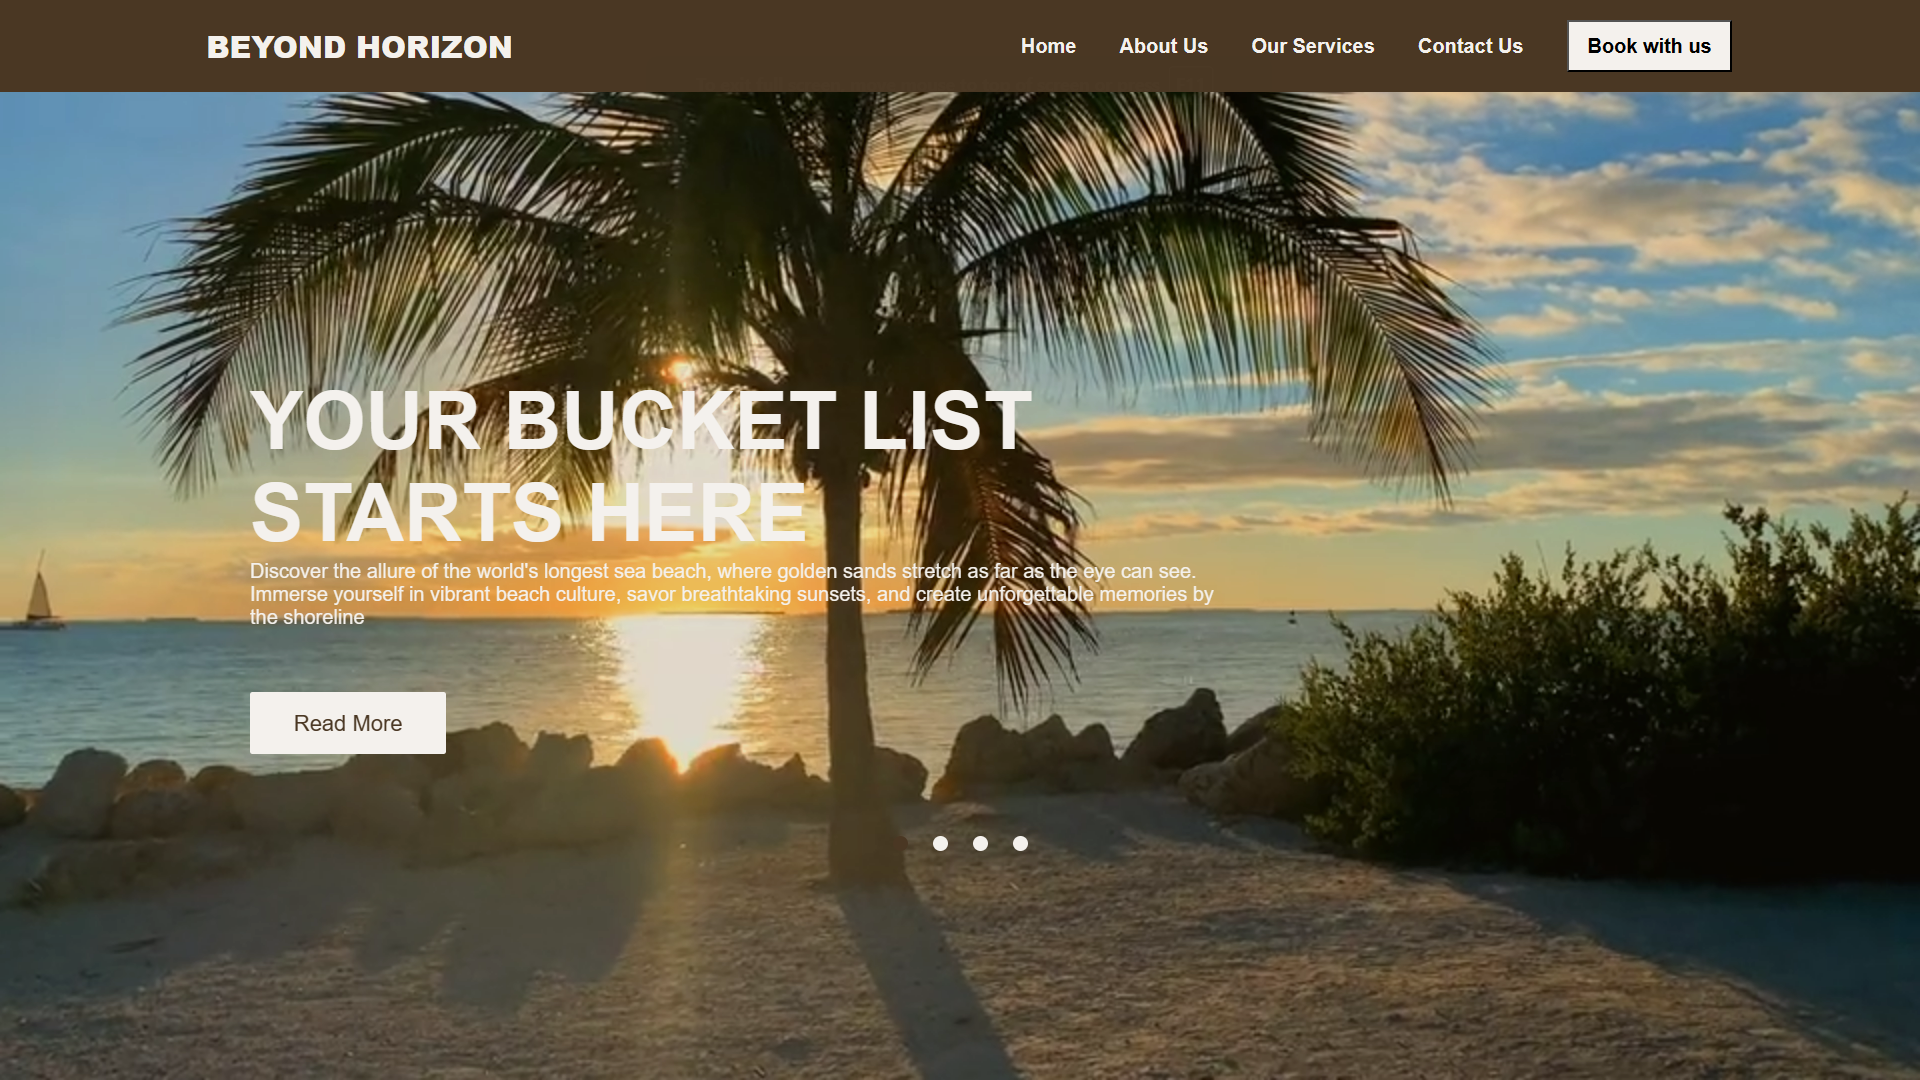 BEYOND HORIZON
Home
About Us
Our Services
Contact Us
Book with us
YOUR BUCKET LIST
STARTS HERE
Discover the allure of the world's longest sea beach, where golden sands stretch as far as the eye can see.
Immerse yourself in vibrant beach culture, savor breathtaking sunsets, and create unforgettable memories by
the shoreline
Read More